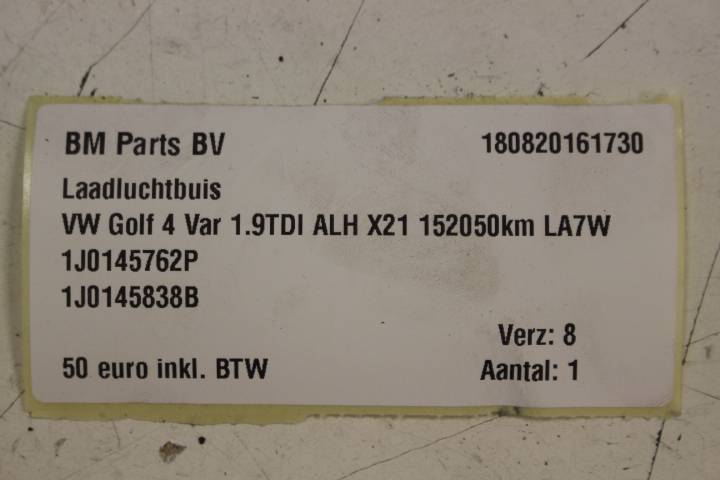 BM Parts BV 180820161730
Laadluchtbuis
VW Golf 4 Var 1.9TDI ALH X21 152050km LA7W
1J0145762P
1J0145838B
Verz: 8
50 euro inkl. BTW Aantal: 1